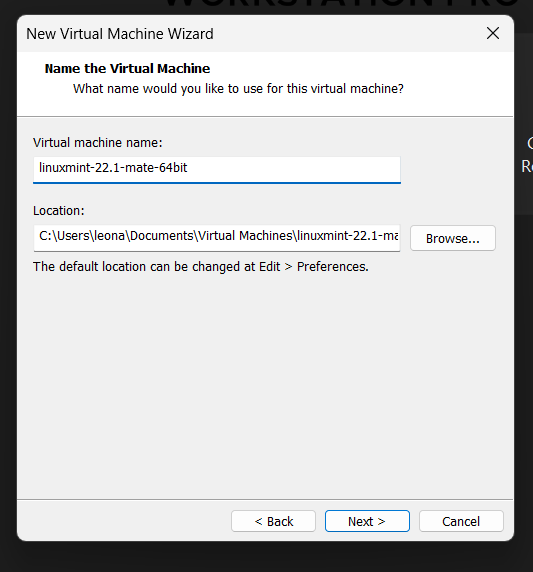 WORKSTATION PRO
New Virtual Machine Wizard
Name the Virtual Machine
What name would you like to use for this virtual machine?
Virtual machine name:
linuxmint-22.1-mate-64bit
Location:
C:\Users\leona\Documents\Virtual Machines\linuxmint-22.1-ma
Browse...
The default location can be changed at Edit > Preferences.
< Back
Next >
Cancel